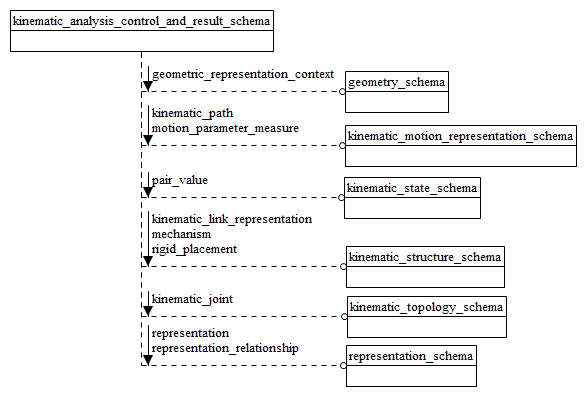 kinematic_analysis_control_and_result_schema
geometric_representation_context
geometry_schema
kinematic_path
motion_parameter_measure
kinematic_motion_representation_schema
pair_value
kinematic_state_schema
kinematic_link_representation
mechanism
rigid_placement
kinematic_structure_schema
kinematic_joint
kinematic_topology_schema
representation
representation_relationship
representation_schema